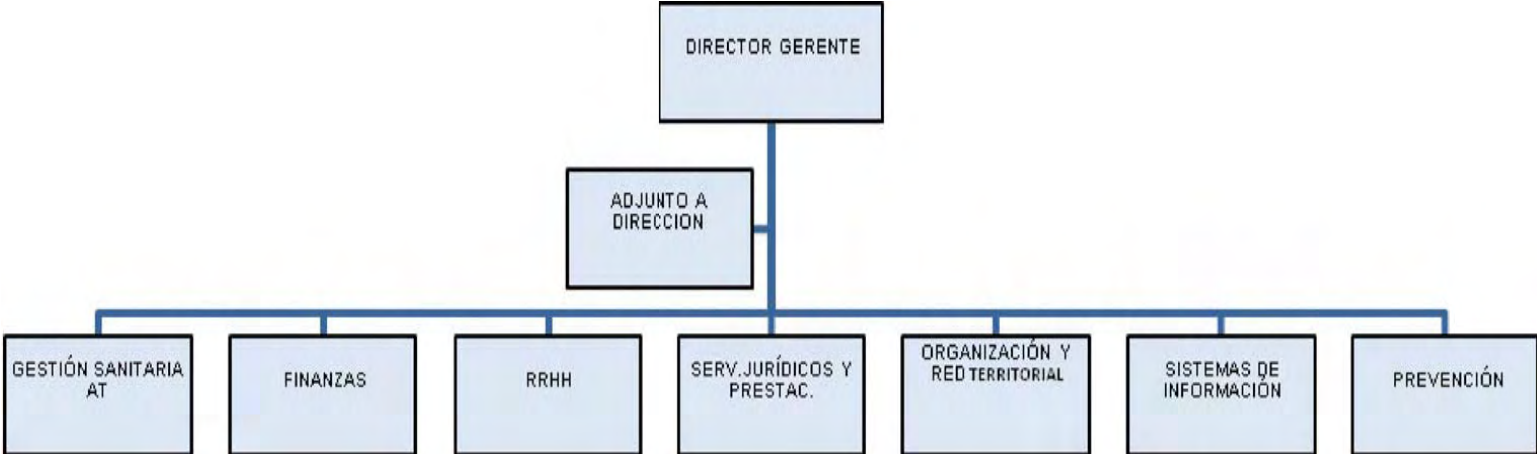 DIRECTOR GERENTE
ADJUNTO A
DIRECCION
GESTIÓN SANITARIA
AT
FINANZAS
RRHH
SERV.JURÍDICOS Y
PRESTAC.
ORGANIZACIÓN Y
RED TERRITORIAL
SISTEMAS DE
INFORMACIÓN
PREVENCIÓN